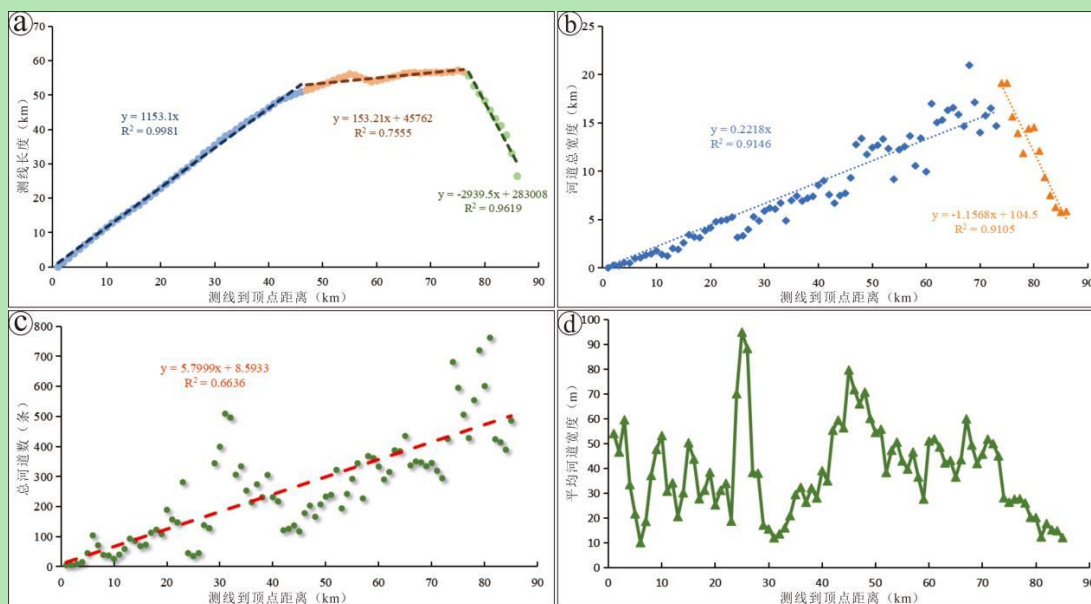 a
70
60
50
40
30
20
10
0
测线长度（km）
y = 1153.1x
R² = 0.9981
y = 153.21x + 45762
R² = 0.7555
y = -2939.5x + 283008
R² = 0.9619
0 10 20 30 40 50 60 70 80 90
测线到顶点距离（km）
b
25
20
15
10
5
0
河道总宽度（km）
y = 0.2218x
R² = 0.9146
y = -1.1568x + 104.5
R² = 0.9105
0 10 20 30 40 50 60 70 80 90
测线到顶点距离（km）
c
800
700
600
500
400
300
200
100
0
总河道数（条）
y = 5.7999x + 8.5933
R² = 0.6636
0 10 20 30 40 50 60 70 80 90
测线到顶点距离（km）
d
100
90
80
70
60
50
40
30
20
10
0
平均河道宽度（m）
0 10 20 30 40 50 60 70 80 90
测线到顶点距离（km）